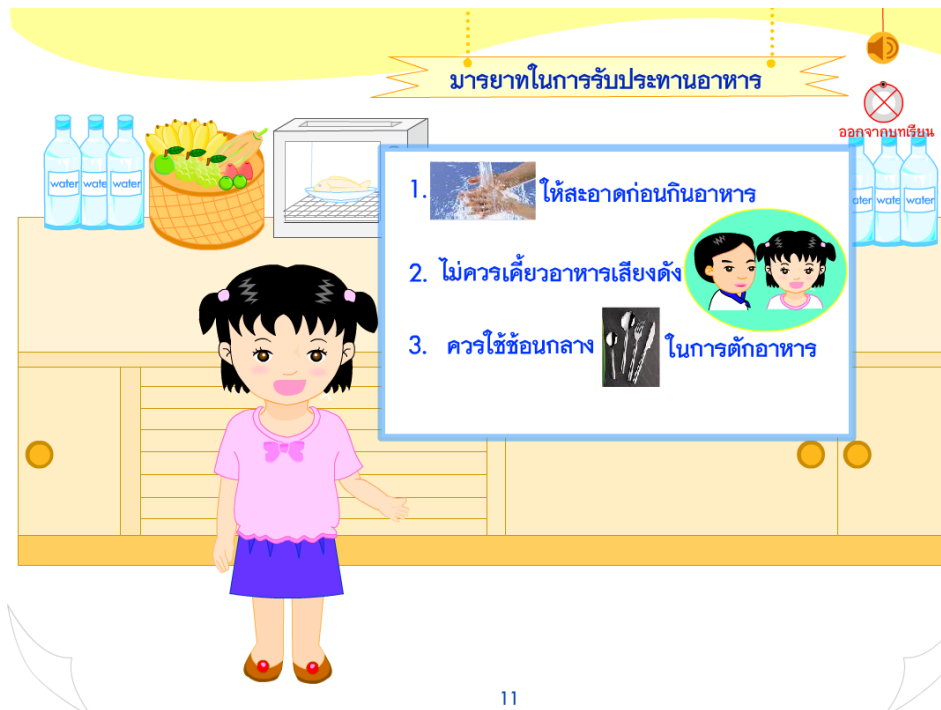 มารยาทในการรับประทานอาหาร
ออกจากบทเรียน
water wate water
ater wate water
1. ให้สะอาดก่อนกินอาหาร
2. ไม่ควรเคี้ยวอาหารเสียงดัง
3. ควรใช้ช้อนกลาง ในการตักอาหาร
11